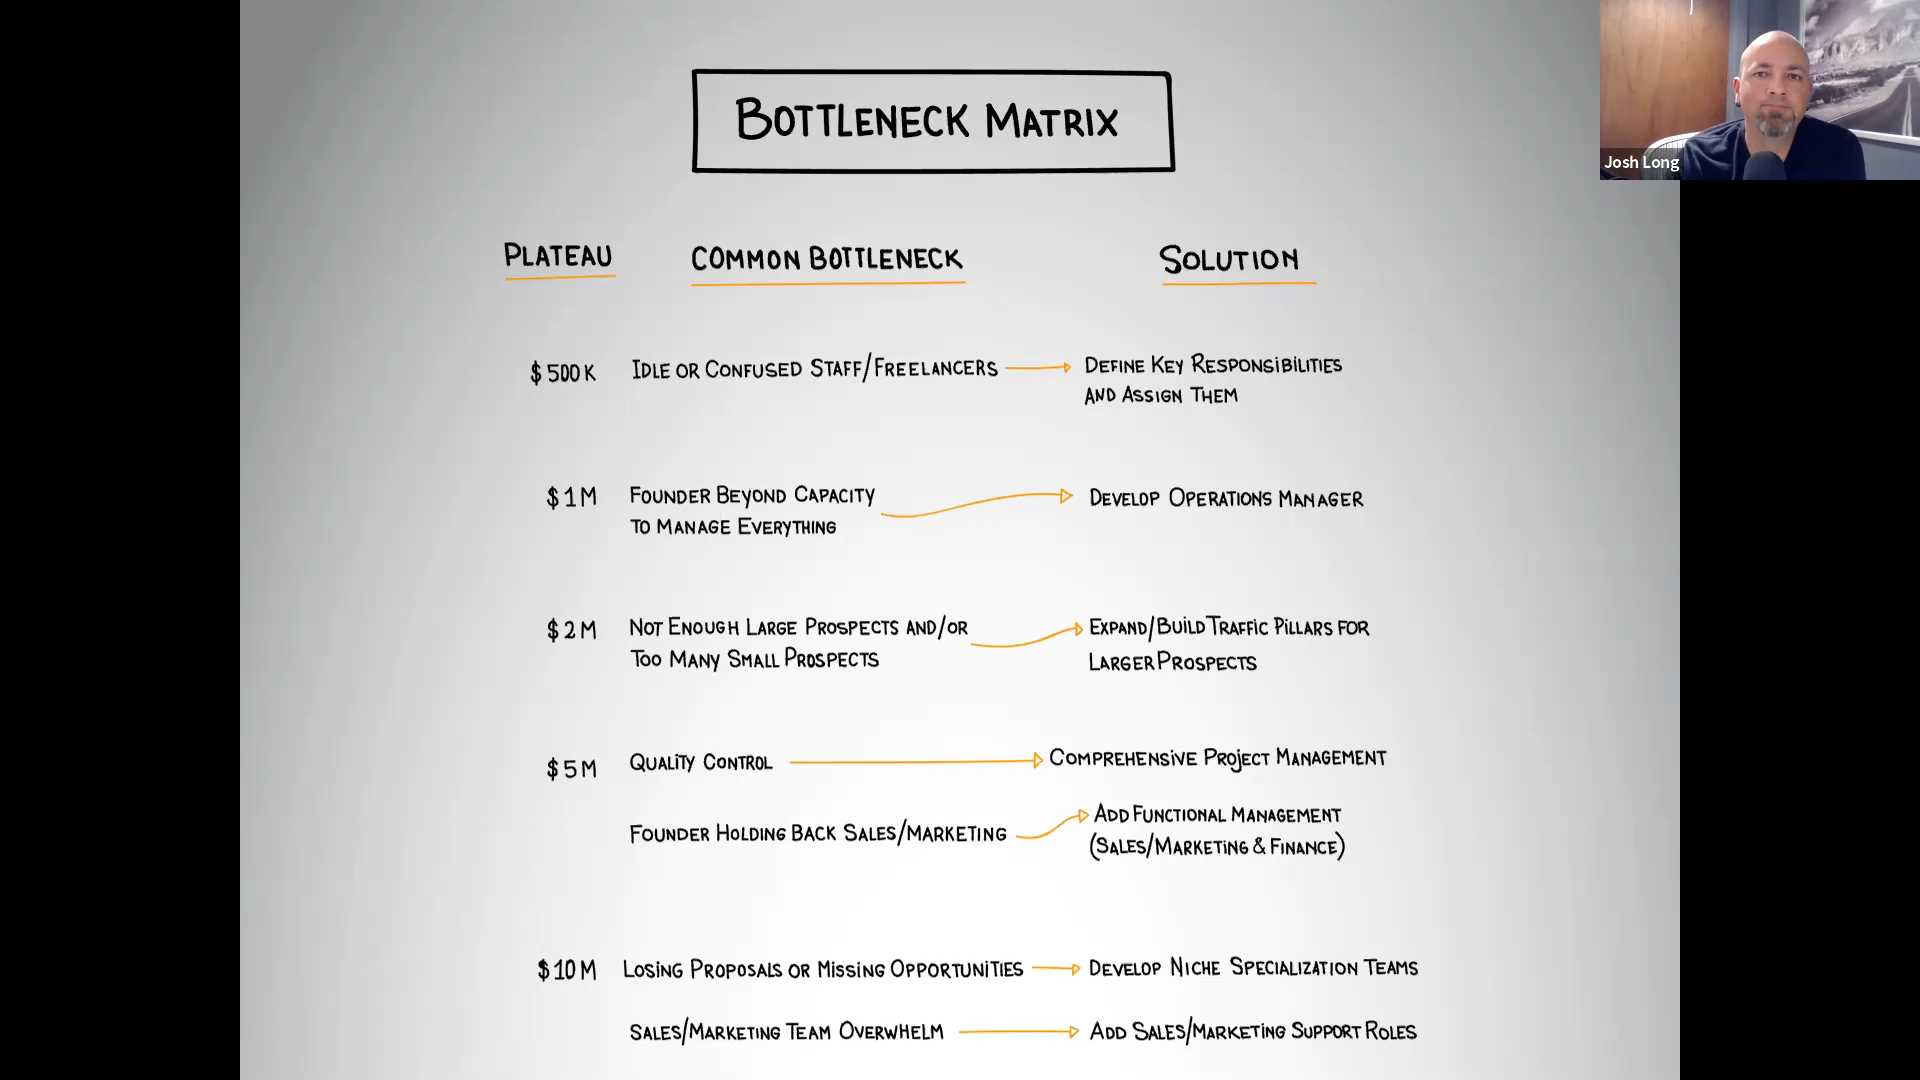 BOTTLENECK MATRIX
Josh Long
PLATEAU COMMON BOTTLENECK SOLUTION
$500K IDLE OR CONFUSED STAFF/FREELANCERS DEFINE KEY RESPONSIBILITIES
AND ASSIGN THEM
$1M FOUNDER BEYOND CAPACITY DEVELOP OPERATIONS MANAGER
TO MANAGE EVERYTHING
$2M NOT ENOUGH LARGE PROSPECTS AND/OR EXPAND/BUILD TRAFFIC PILLARS FOR
TOO MANY SMALL PROSPECTS LARGER PROSPECTS
$5M QUALITY CONTROL COMPREHENSIVE PROJECT MANAGEMENT
FOUNDER HOLDING BACK SALES/MARKETING ADD FUNCTIONAL MANAGEMENT
(SALES/MARKETING & FINANCE)
$10M LOSING PROPOSALS OR MISSING OPPORTUNITIES DEVELOP NICHE SPECIALIZATION TEAMS
SALES/MARKETING TEAM OVERWHELM ADD SALES/MARKETING SUPPORT ROLES